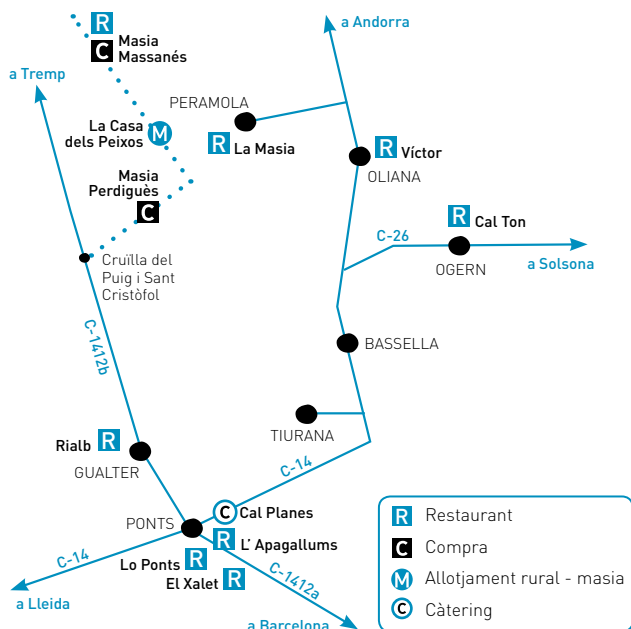 R
C
Masia
Massanés
a Andorra
a Tremp
PERAMOLA
La Casa
dels Peixos
M
R
La Masia
R
Víctor
OLIANA
Masia
Perdiguès
C
R
Cal Ton
C-26
OGERN
a Solsona
Cruïlla del
Puig i Sant
Cristòfol
C-1412b
BASSELLA
TIURANA
Rialb
R
GUALTER
C-14
C
Cal Planes
PONTS
R
L' Apagallums
C-14
Lo Ponts
R
El Xalet
R
C-1412a
a Lleida
a Barcelona
R
Restaurant
C
Compra
M
Allotjament rural - masia
C
Càtering